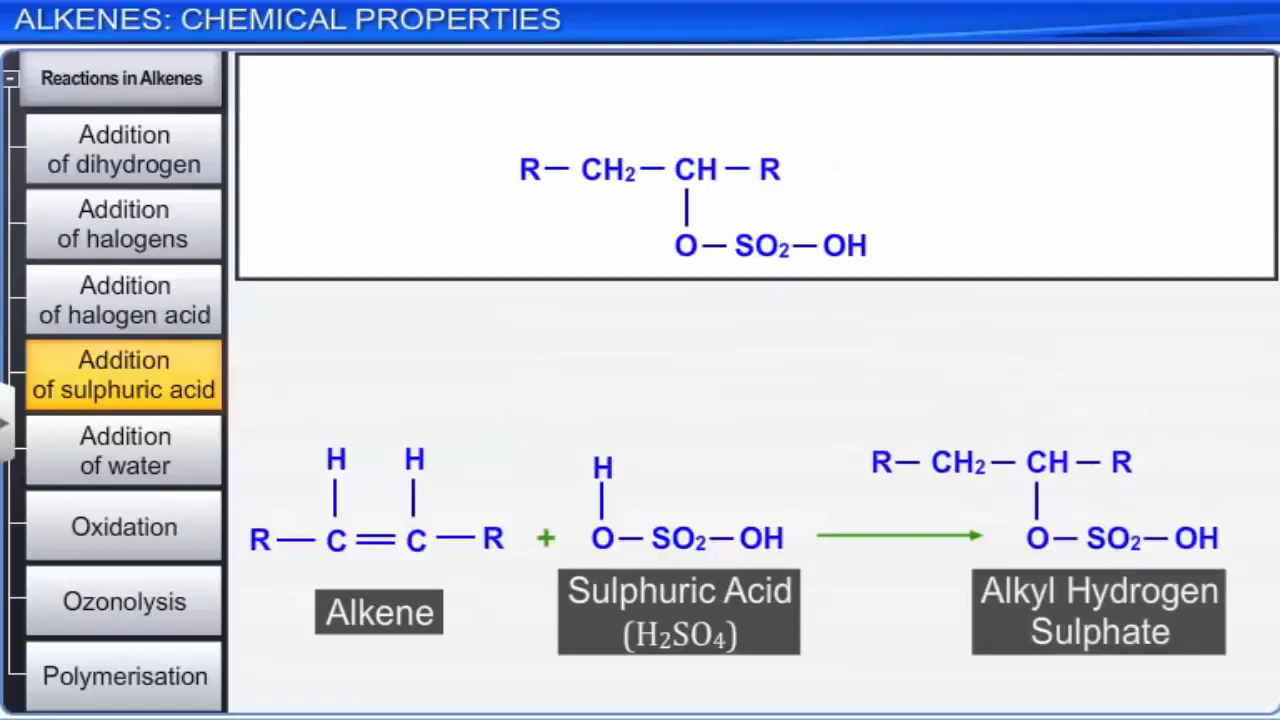 ALKENES: CHEMICAL PROPERTIES
Reactions in Alkenes
Addition
of dihydrogen
Addition
of halogens
Addition
of halogen acid
Addition
of sulphuric acid
Addition
of water
Oxidation
Ozonolysis
Polymerisation
R— CH₂— CH — R
O— SO₂— OH
H H
R — C = C — R
+
H
O— SO₂— OH
R— CH₂— CH — R
O— SO₂— OH
Alkene
Sulphuric Acid
(H₂SO₄)
Alkyl Hydrogen
Sulphate